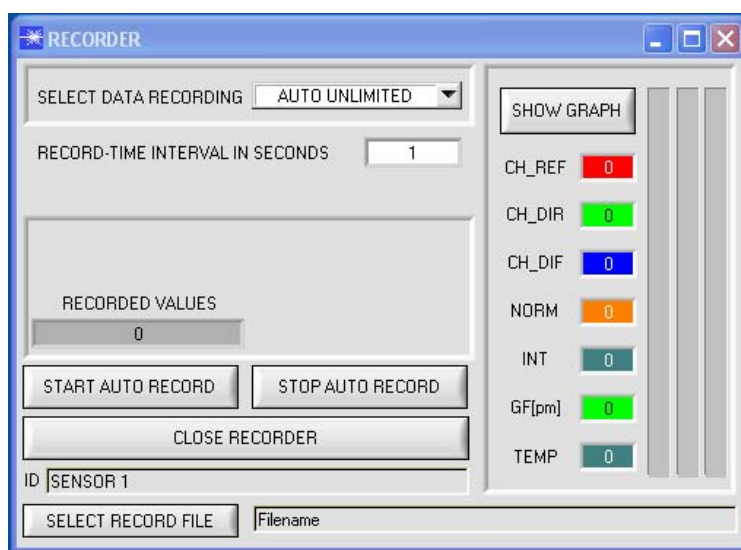 RECORDER
SELECT DATA RECORDING AUTO UNLIMITED
RECORD-TIME INTERVAL IN SECONDS 1
RECORDED VALUES
0
START AUTO RECORD STOP AUTO RECORD
CLOSE RECORDER
ID SENSOR 1
SELECT RECORD FILE Filename
SHOW GRAPH
CH_REF 0
CH_DIR 0
CH_DIF 0
NORM 0
INT 0
GF[pm] 0
TEMP 0